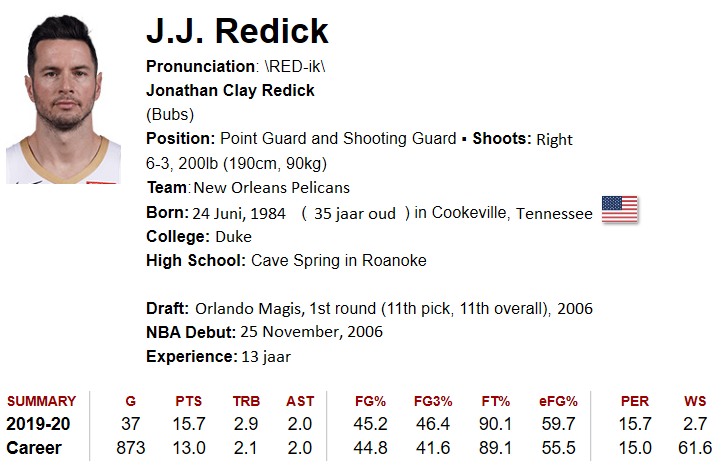 J.J. Redick
Pronunciation: \RED-ik\
Jonathan Clay Redick
(Bubs)
Position: Point Guard and Shooting Guard ▪ Shoots: Right
6-3, 200lb (190cm, 90kg)
Team: New Orleans Pelicans
Born: 24 Juni, 1984 ( 35 jaar oud ) in Cookeville, Tennessee
College: Duke
High School: Cave Spring in Roanoke
Draft: Orlando Magis, 1st round (11th pick, 11th overall), 2006
NBA Debut: 25 November, 2006
Experience: 13 jaar
SUMMARY G PTS TRB AST FG% FG3% FT% eFG% PER WS
2019-20 37 15.7 2.9 2.0 45.2 46.4 90.1 59.7 15.7 2.7
Career 873 13.0 2.1 2.0 44.8 41.6 89.1 55.5 15.0 61.6